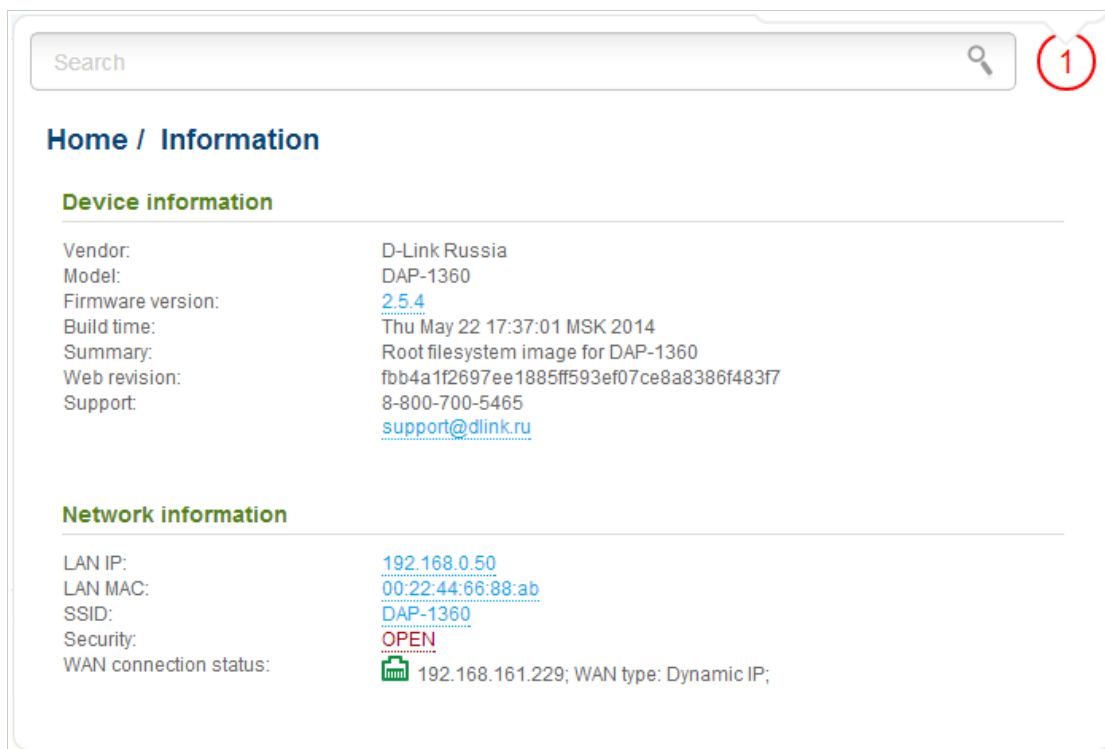 Search
1
Home / Information
Device information
Vendor: D-Link Russia
Model: DAP-1360
Firmware version: 2.5.4
Build time: Thu May 22 17:37:01 MSK 2014
Summary: Root filesystem image for DAP-1360
Web revision: fbb4a1f2697ee1885ff593ef07ce8a8386f483f7
Support: 8-800-700-5465
support@dlink.ru
Network information
LAN IP: 192.168.0.50
LAN MAC: 00:22:44:66:88:ab
SSID: DAP-1360
Security: OPEN
WAN connection status: 192.168.161.229; WAN type: Dynamic IP;